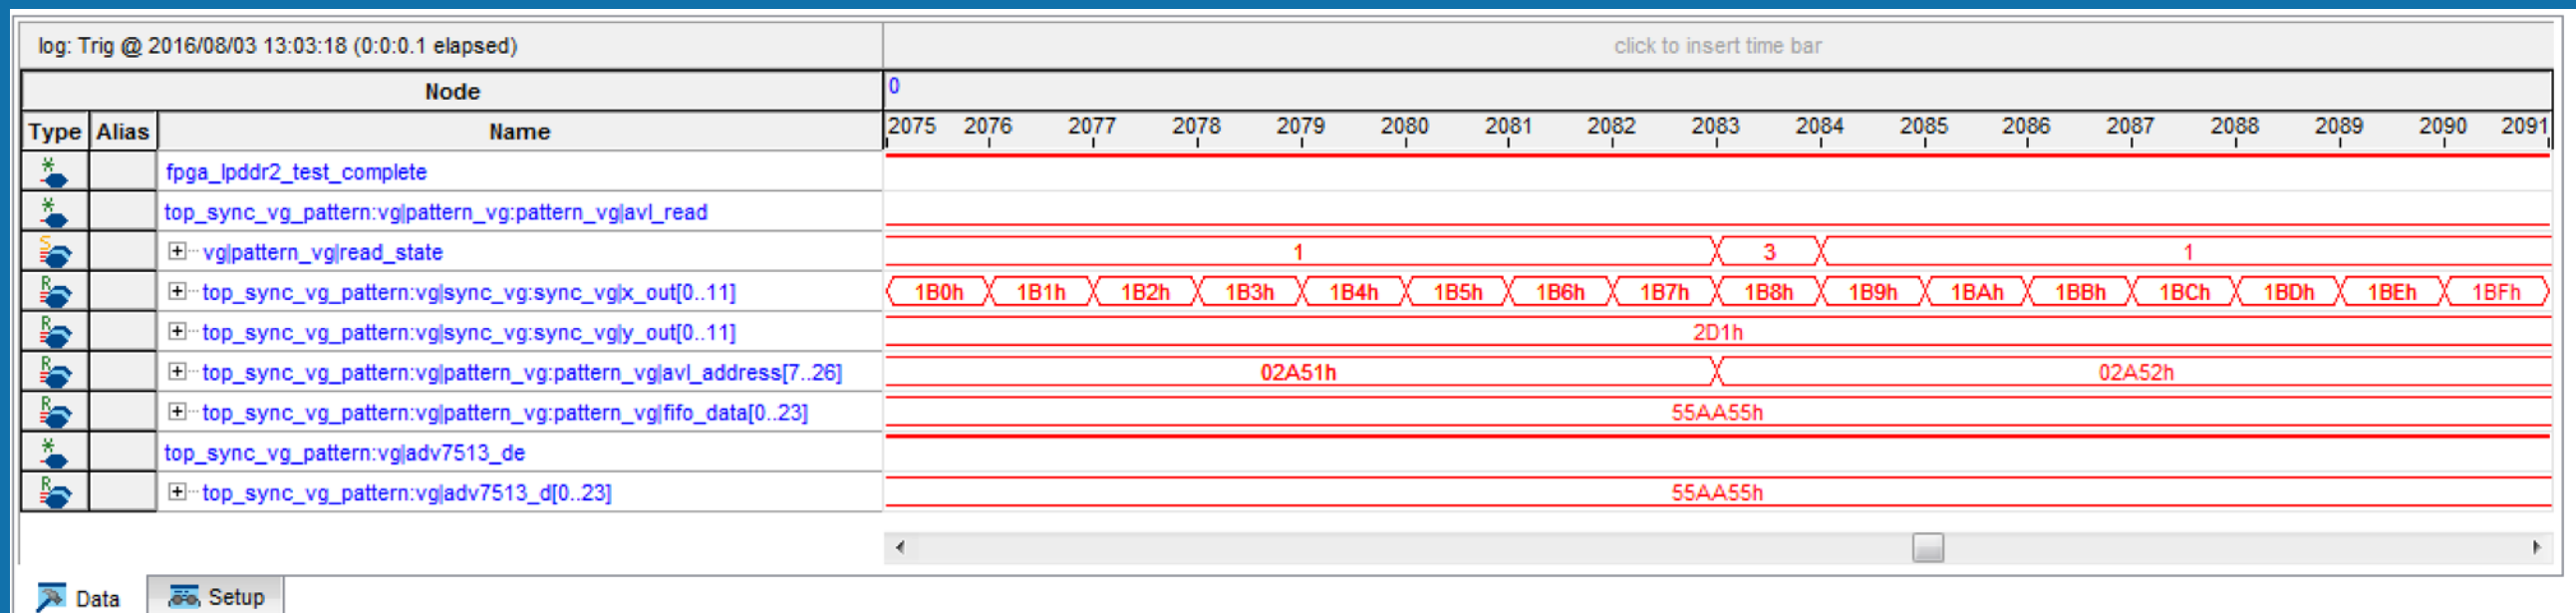 log: Trig @ 2016/08/03 13:03:18 (0:0:0.1 elapsed) click to insert time bar
Node 0
Type Alias Name 2075 2076 2077 2078 2079 2080 2081 2082 2083 2084 2085 2086 2087 2088 2089 2090 2091
fpga_lpddr2_test_complete
top_sync_vg_pattern:vg|pattern_vg:pattern_vg|avl_read
vg|pattern_vg|read_state 1 3 1
top_sync_vg_pattern:vg|sync_vg:sync_vg|x_out[0..11] 1B0h 1B1h 1B2h 1B3h 1B4h 1B5h 1B6h 1B7h 1B8h 1B9h 1BAh 1BBh 1BCh 1BDh 1BEh 1BFh
top_sync_vg_pattern:vg|sync_vg:sync_vg|y_out[0..11] 2D1h
top_sync_vg_pattern:vg|pattern_vg:pattern_vg|avl_address[7..26] 02A51h 02A52h
top_sync_vg_pattern:vg|pattern_vg:pattern_vg|fifo_data[0..23] 55AA55h
top_sync_vg_pattern:vg|adv7513_de
top_sync_vg_pattern:vg|adv7513_d[0..23] 55AA55h
Data Setup